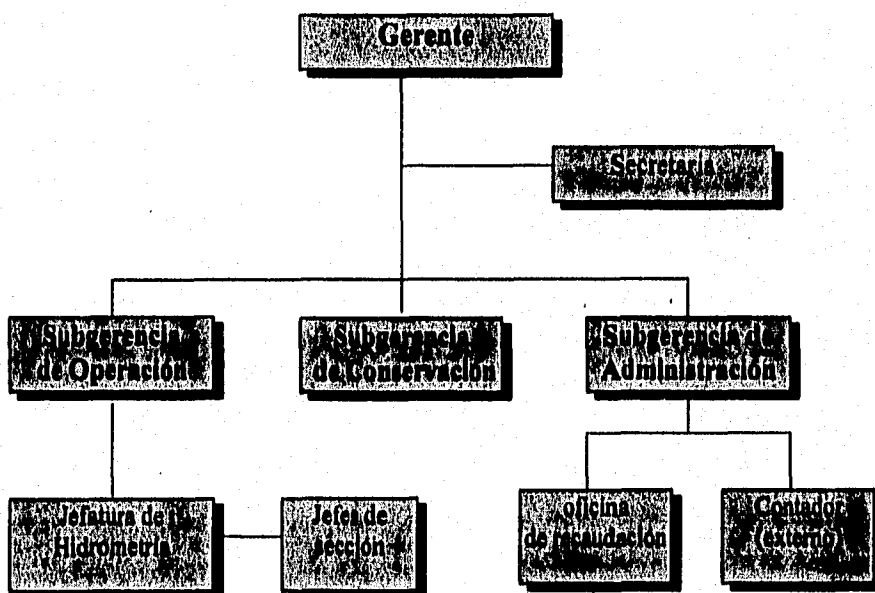 Gerente
Secretaria
Subgerencia
de Operación
Subgerencia
de Conservación
Subgerencia de
Administración
Jefatura de
Hidrometría
Jefes de
sección
oficina
de recaudación
Contador
(externo)